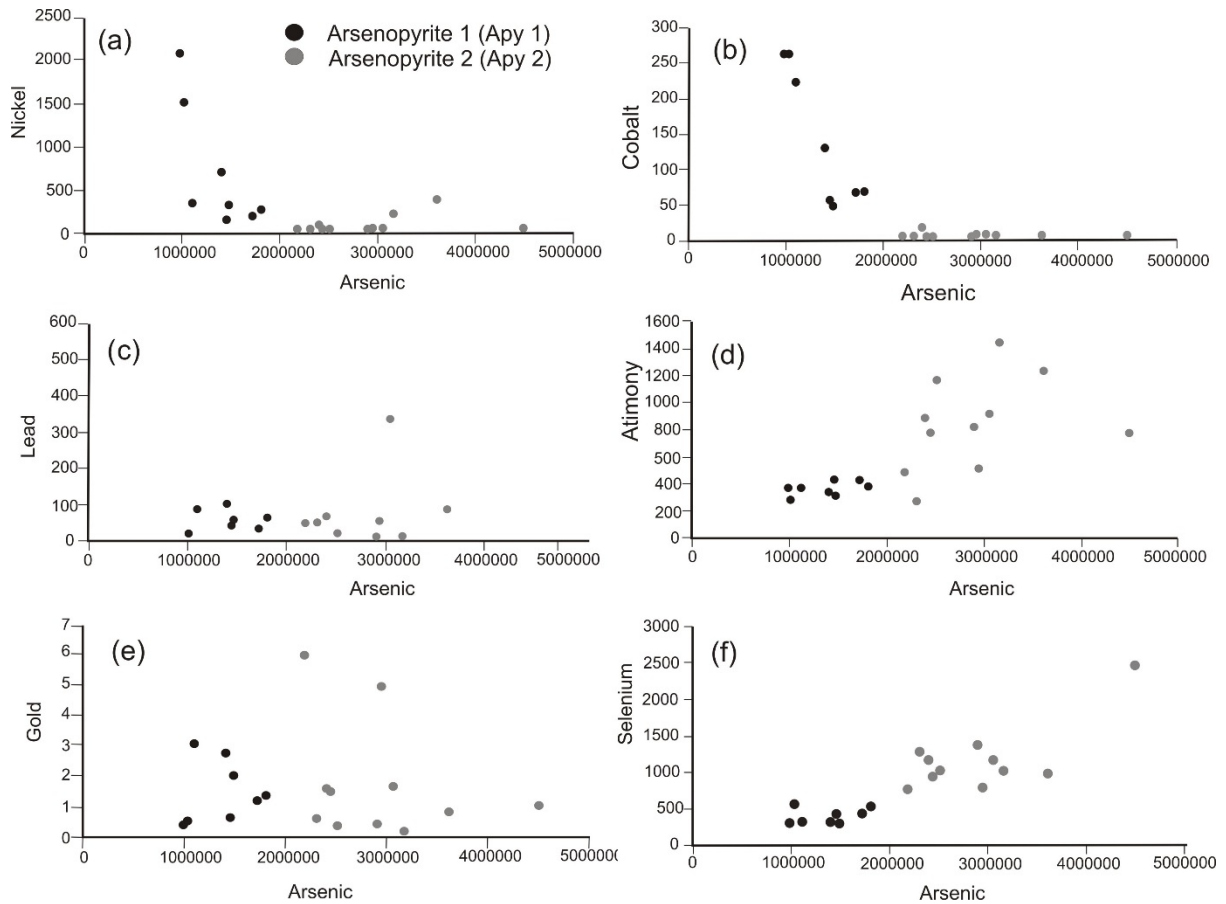 (a)
Arsenopyrite 1 (Apy 1)
Arsenopyrite 2 (Apy 2)
Nickel
2500
2000
1500
1000
500
0
0 1000000 2000000 3000000 4000000 5000000
Arsenic
(b)
Cobalt
300
250
200
150
100
50
0
0 1000000 2000000 3000000 4000000 5000000
Arsenic
(c)
Lead
600
500
400
300
200
100
0
0 1000000 2000000 3000000 4000000 5000000
Arsenic
(d)
Atimony
1600
1400
1200
1000
800
400
400
200
0
0 1000000 2000000 3000000 4000000 5000000
Arsenic
(e)
Gold
7
6
5
4
3
2
1
0
0 1000000 2000000 3000000 4000000 5000000
Arsenic
(f)
Selenium
3000
2500
2000
1500
1000
500
0
0 1000000 2000000 3000000 4000000 5000000
Arsenic